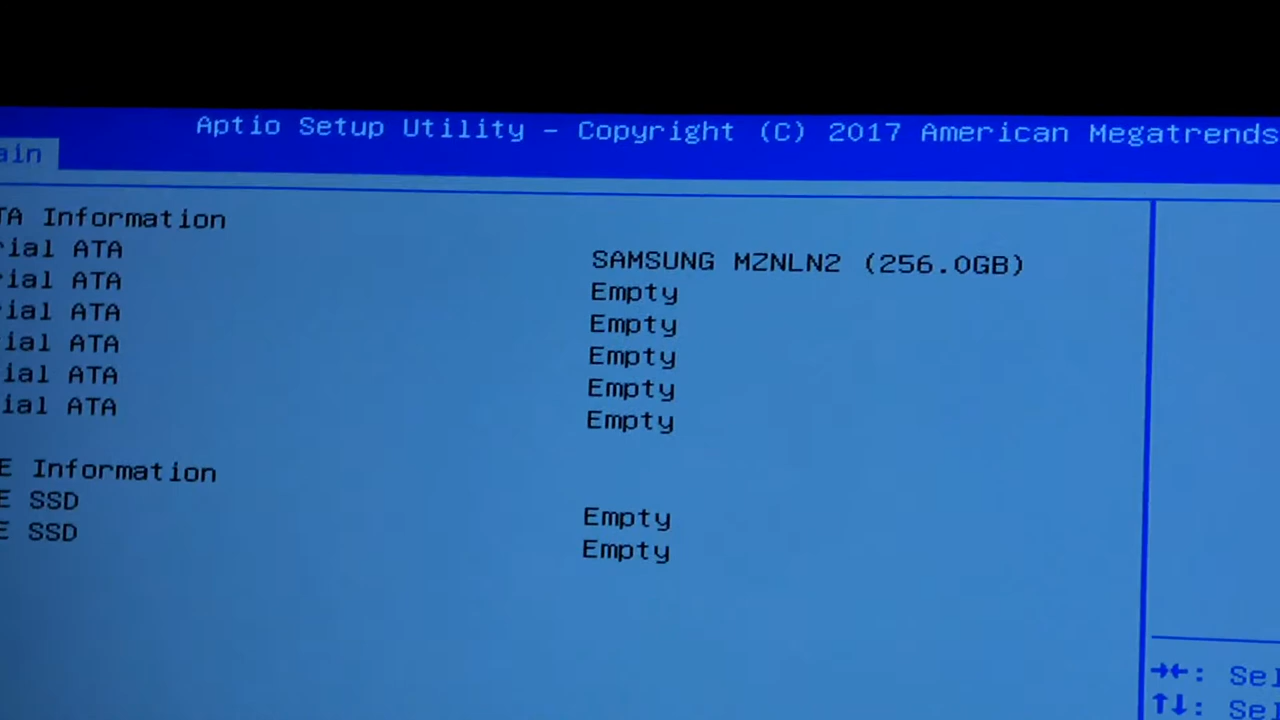 Aptio Setup Utility - Copyright (C) 2017 American Megatrends
ain
TA Information
rial ATA SAMSUNG MZNLN2 (256.0GB)
rial ATA Empty
rial ATA Empty
ial ATA Empty
ial ATA Empty
ial ATA Empty
E Information
E SSD Empty
E SSD Empty
→←: Sel
↑↓: Sel